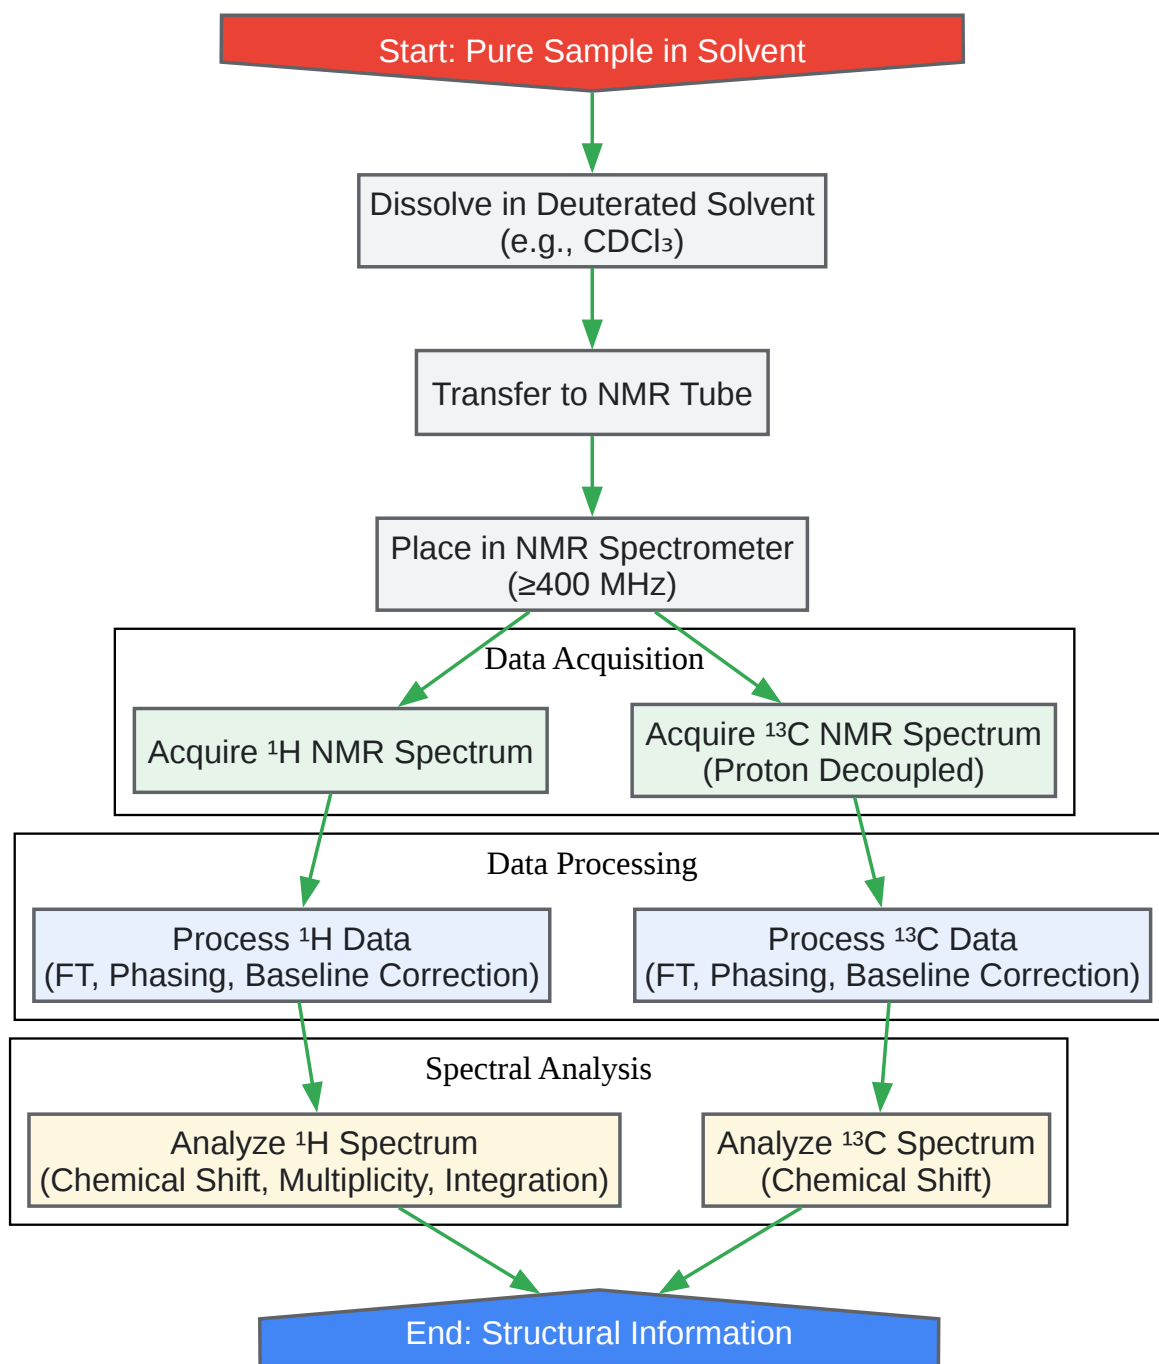 Start: Pure Sample in Solvent
Dissolve in Deuterated Solvent
(e.g., CDCl₃)
Transfer to NMR Tube
Place in NMR Spectrometer
(≥400 MHz)
Data Acquisition
Acquire ¹H NMR Spectrum
Acquire ¹³C NMR Spectrum
(Proton Decoupled)
Data Processing
Process ¹H Data
(FT, Phasing, Baseline Correction)
Process ¹³C Data
(FT, Phasing, Baseline Correction)
Spectral Analysis
Analyze ¹H Spectrum
(Chemical Shift, Multiplicity, Integration)
Analyze ¹³C Spectrum
(Chemical Shift)
End: Structural Information